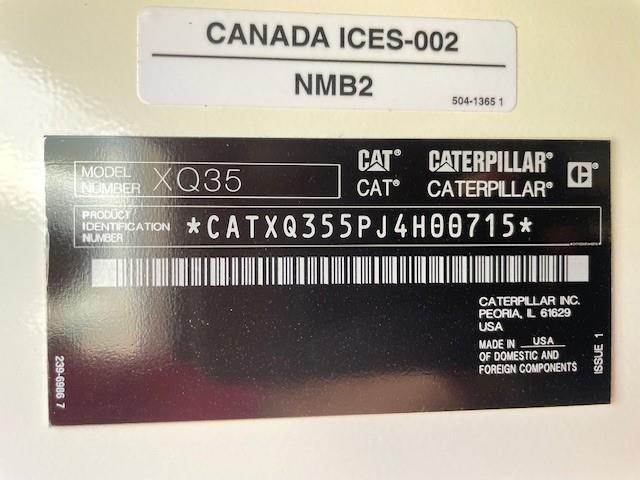 CANADA ICES-002
NMB2
504-1365 1
MODEL NUMBER XQ35
CAT® CATERPILLAR®
CAT® CATERPILLAR®
PRODUCT IDENTIFICATION NUMBER *CATXQ355PJ4H00715*
CATERPILLAR INC.
PEORIA, IL 61629
USA
MADE IN USA
OF DOMESTIC AND
FOREIGN COMPONENTS
ISSUE 1
239-6986 7